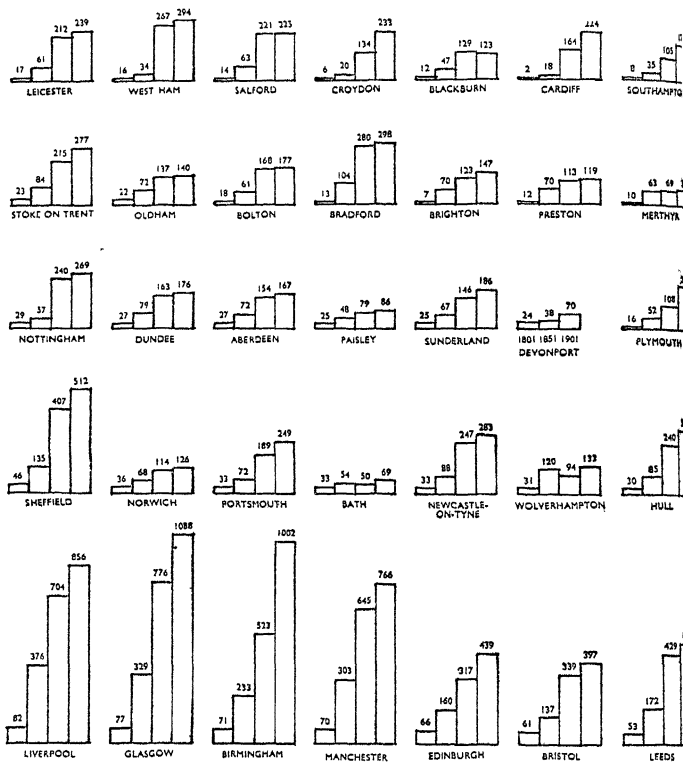 17 61 212 239
LEICESTER
16 34 267 294
WEST HAM
14 63 221 223
SALFORD
6 20 134 233
CROYDON
12 47 129 123
BLACKBURN
2 18 164 224
CARDIFF
8 25 105
SOUTHAMPTO
23 84 215 277
STOKE ON TRENT
22 72 137 140
OLDHAM
18 61 168 177
BOLTON
13 104 280 298
BRADFORD
7 70 123 147
BRIGHTON
12 70 113 119
PRESTON
10 63 69
MERTHYR
29 57 240 269
NOTTINGHAM
27 79 163 176
DUNDEE
27 72 154 167
ABERDEEN
25 48 79 86
PAISLEY
25 67 146 186
SUNDERLAND
24 38 70
1801 1851 1901
DEVONPORT
16 52 108
PLYMOUTH
46 135 407 512
SHEFFIELD
36 68 114 126
NORWICH
33 72 189 249
PORTSMOUTH
33 54 50 69
BATH
33 88 247 283
NEWCASTLE-
ON-TYNE
31 120 94 133
WOLVERHAMPTON
30 85 240
HULL
82 376 704 856
LIVERPOOL
77 329 776 1088
GLASGOW
71 233 523 1002
BIRMINGHAM
70 303 645 766
MANCHESTER
66 160 317 439
EDINBURGH
61 137 339 397
BRISTOL
53 172 429
LEEDS